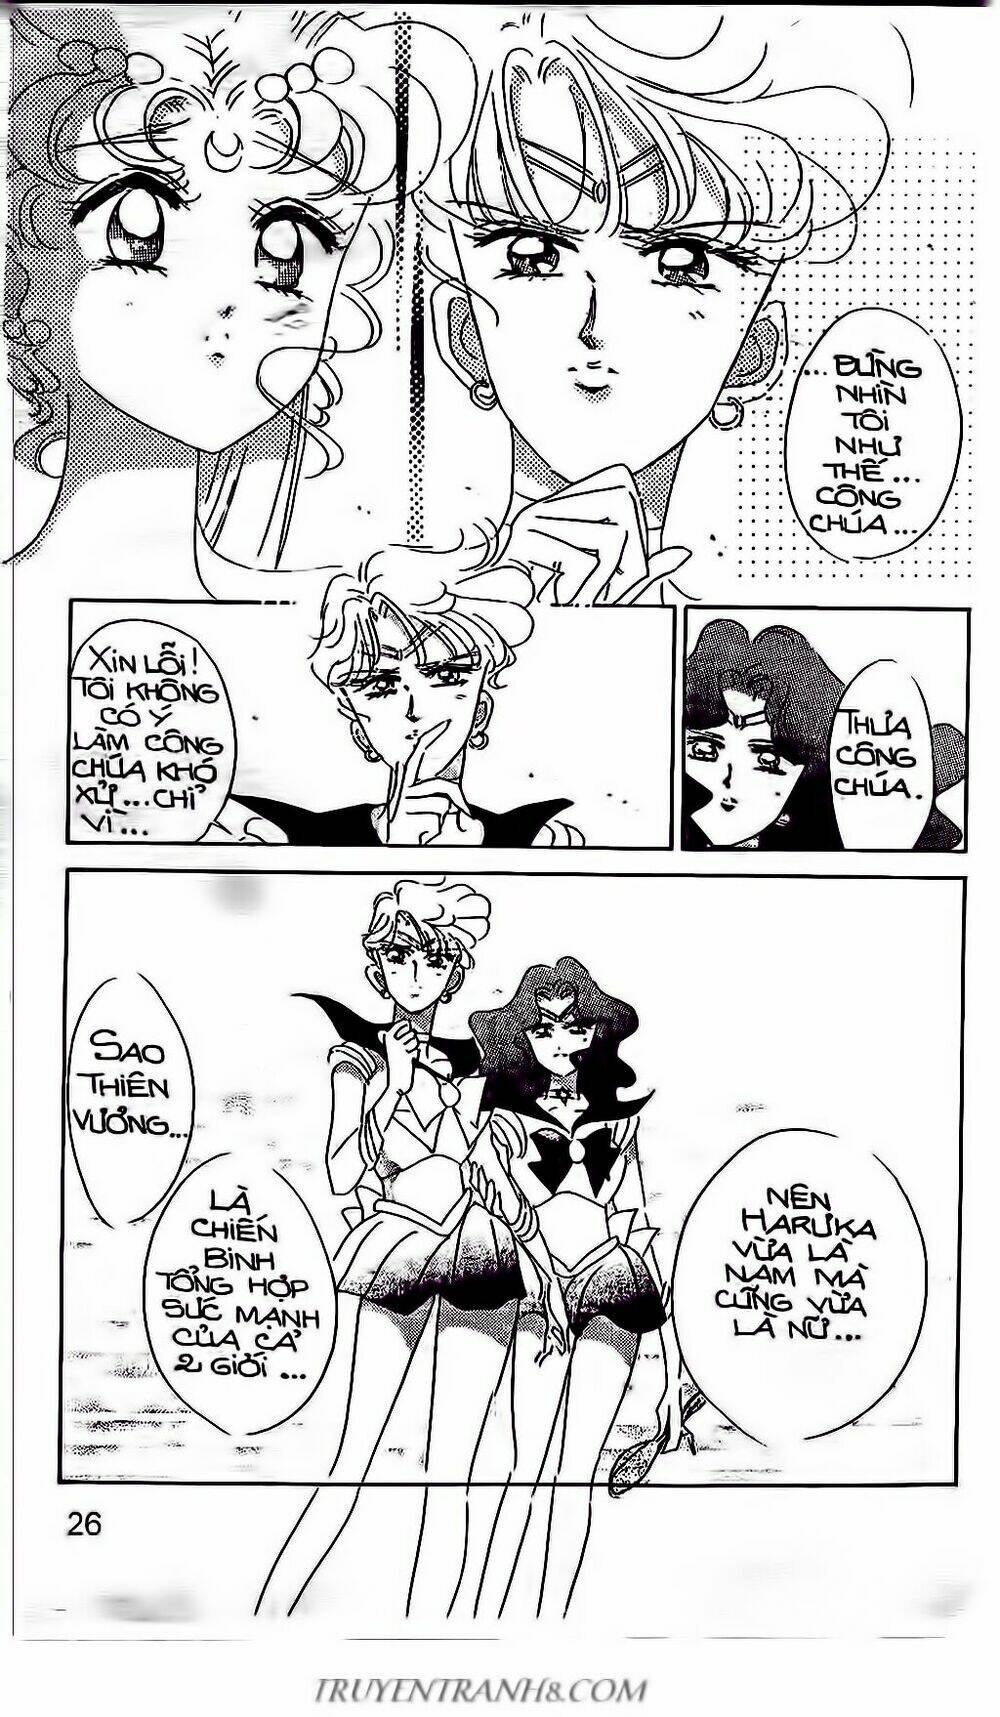 ... ĐỪNG
NHÌN
TÔI
NHƯ
THẾ ...
CÔNG
CHÚA ...
XIN LỖI!
TÔI KHÔNG
CÓ Ý
LÀM CÔNG
CHÚA KHÓ
XỬ ... CHỈ
VÌ ...
THƯA
CÔNG
CHÚA.
SAO
THIÊN
VƯƠNG...
LÀ
CHIẾN
BINH
TỔNG HỢP
SỨC MẠNH
CỦA CẢ
2 GIỚI ...
NÊN
HARUKA
VỪA LÀ
NAM MÀ
CŨNG VỪA
LÀ NỮ ...
26
TRUYENTRANH8.COM